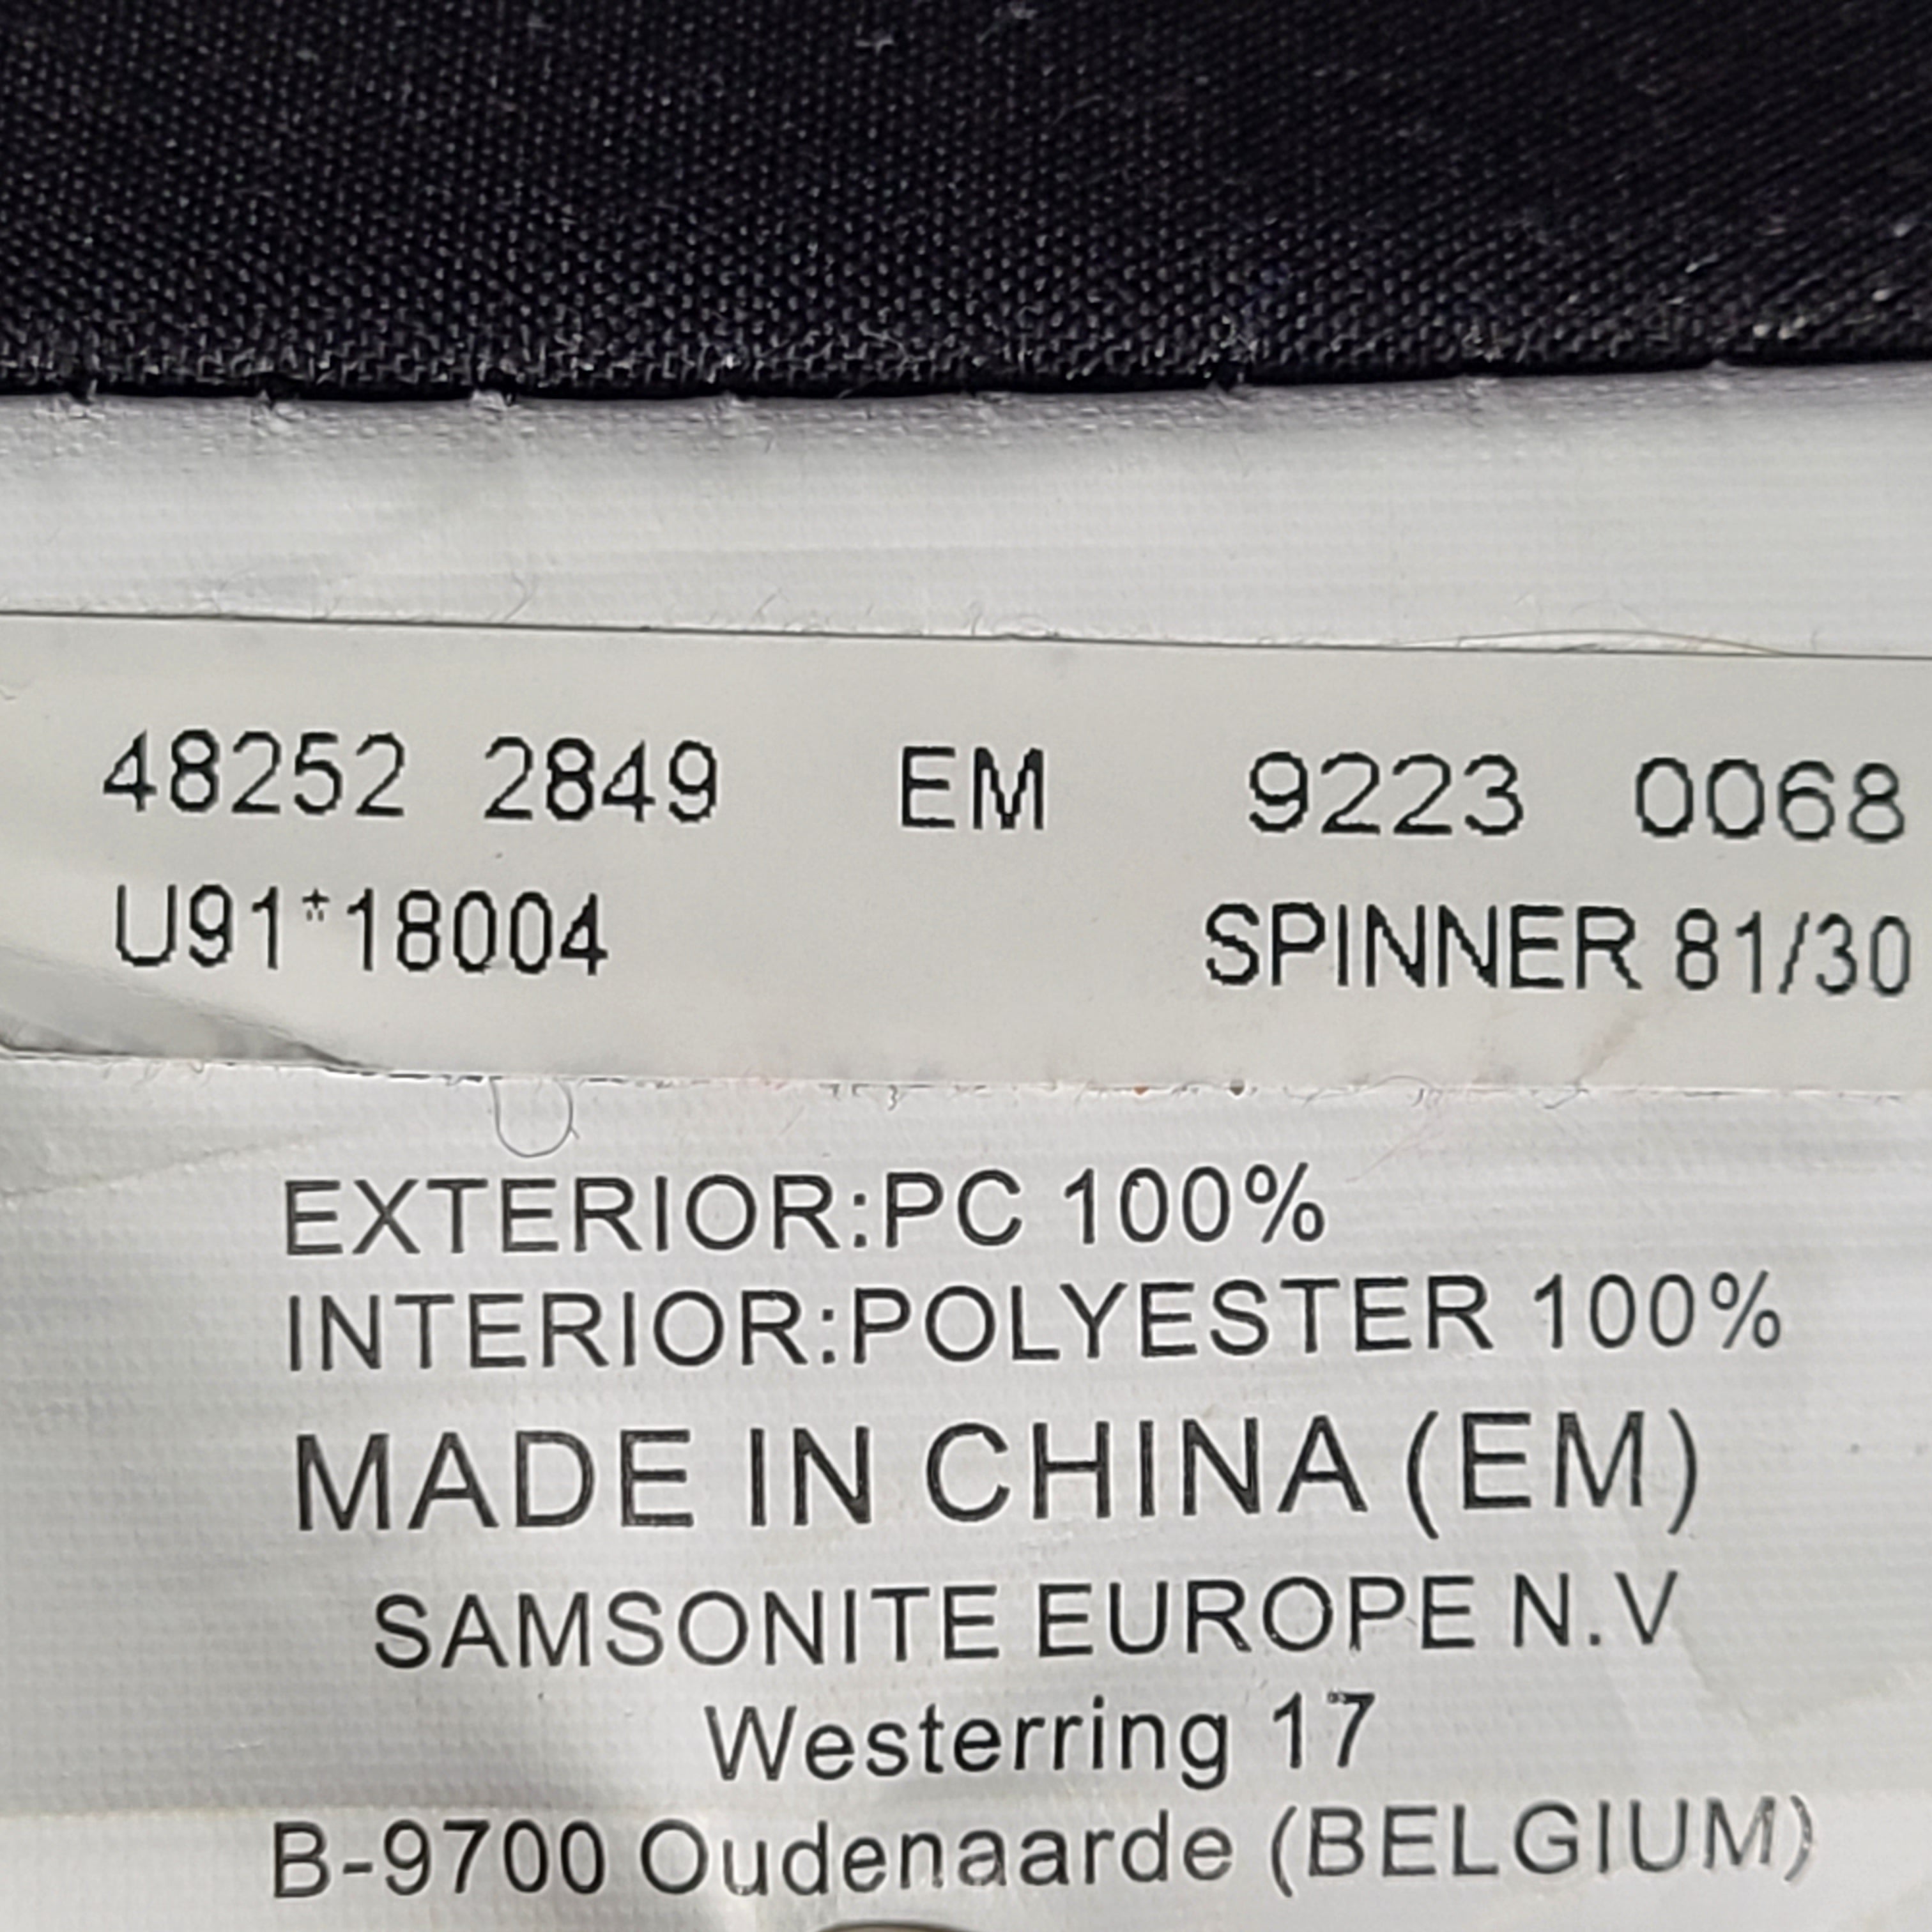 48252 2849 EM 9223 0068
U91*18004 SPINNER 81/30
EXTERIOR:PC 100%
INTERIOR:POLYESTER 100%
MADE IN CHINA (EM)
SAMSONITE EUROPE N.V
Westerring 17
B-9700 Oudenaarde (BELGIUM)